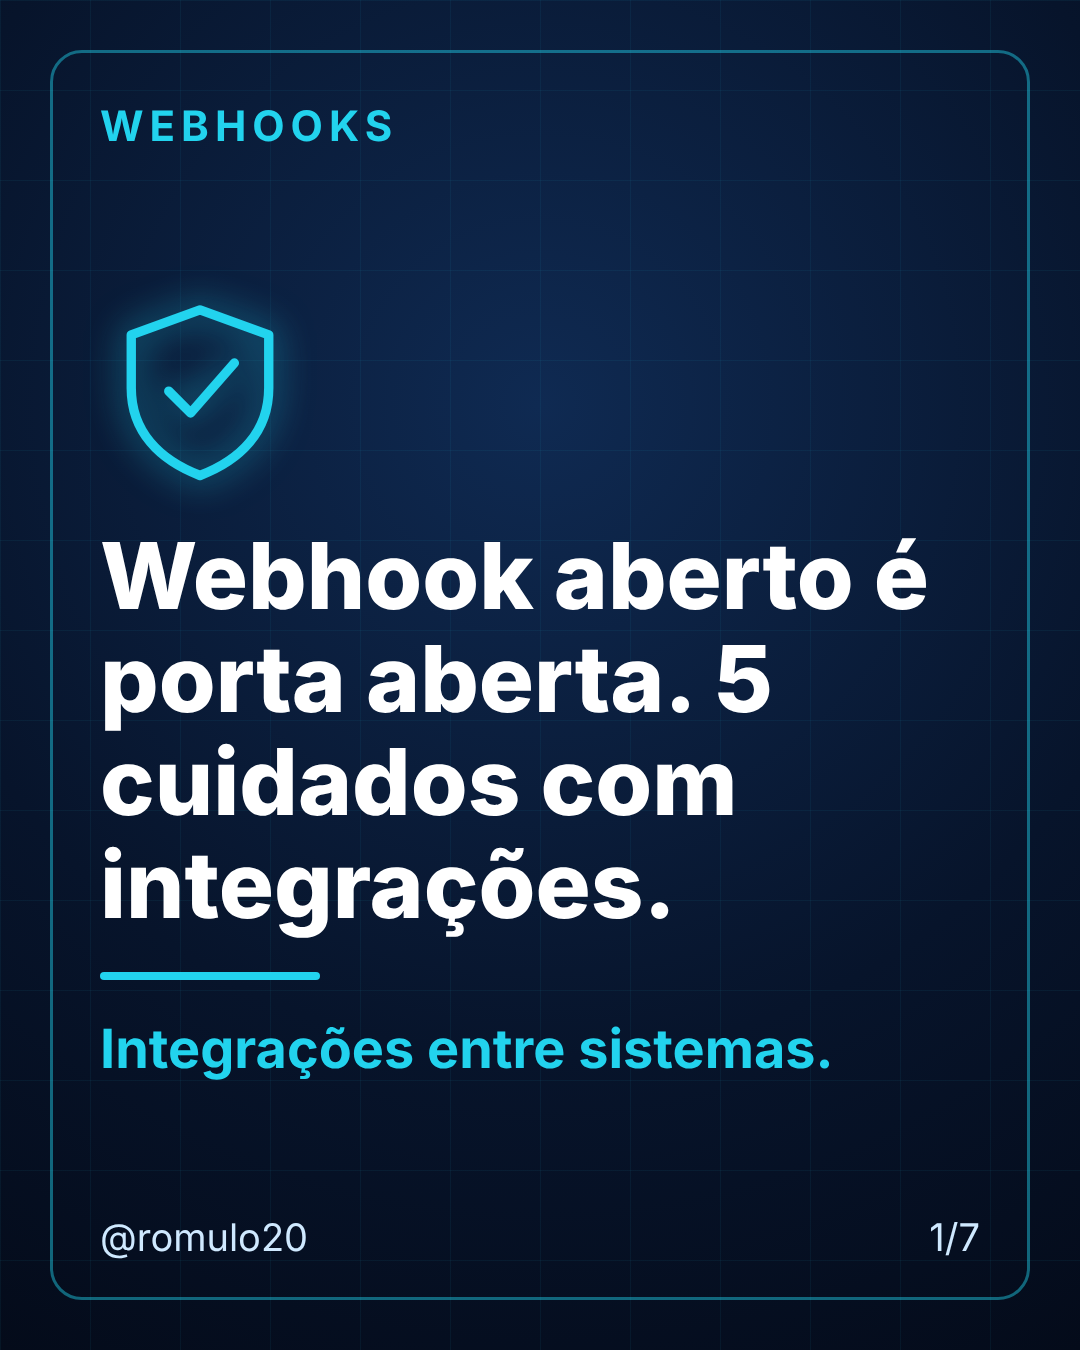 WEBHOOKS
Webhook aberto é
porta aberta. 5
cuidados com
integrações.
Integrações entre sistemas.
@romulo20
1/7